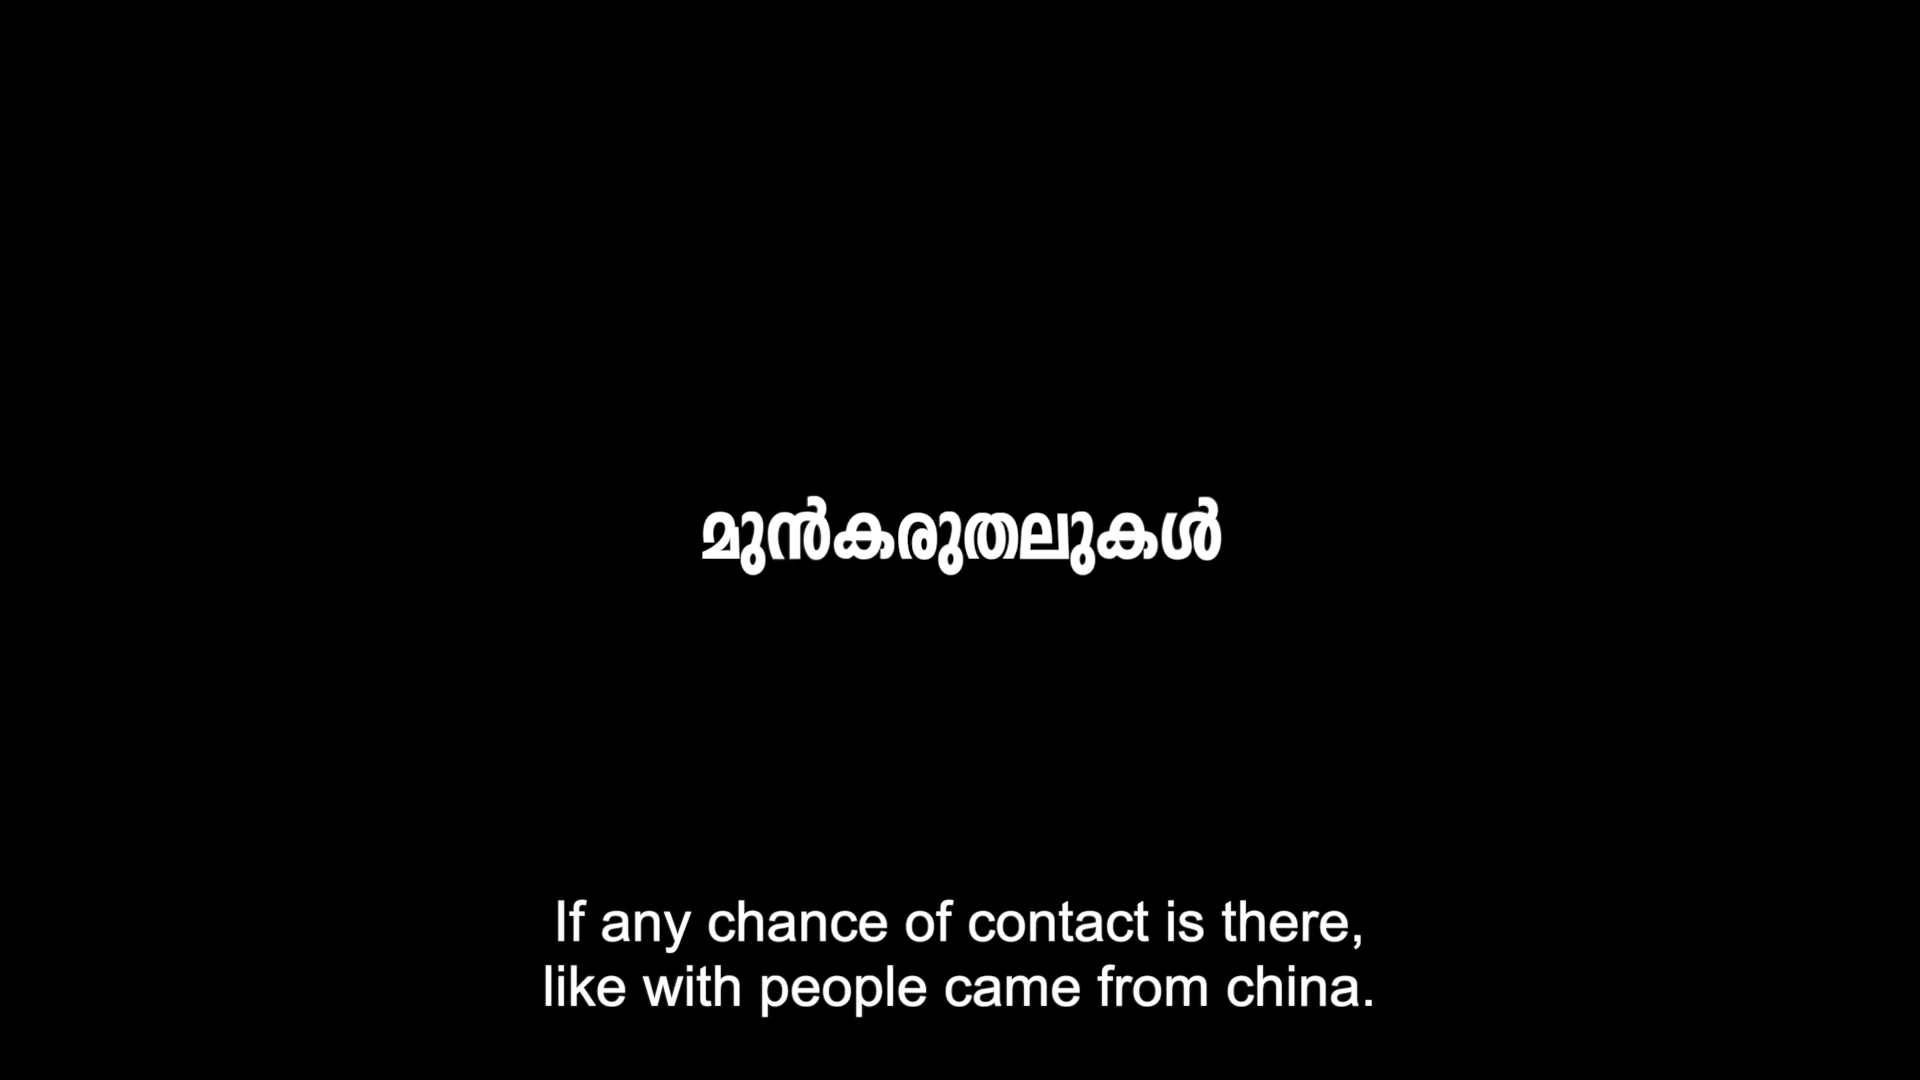 മുൻകരുതലുകൾ
If any chance of contact is there,
like with people came from china.